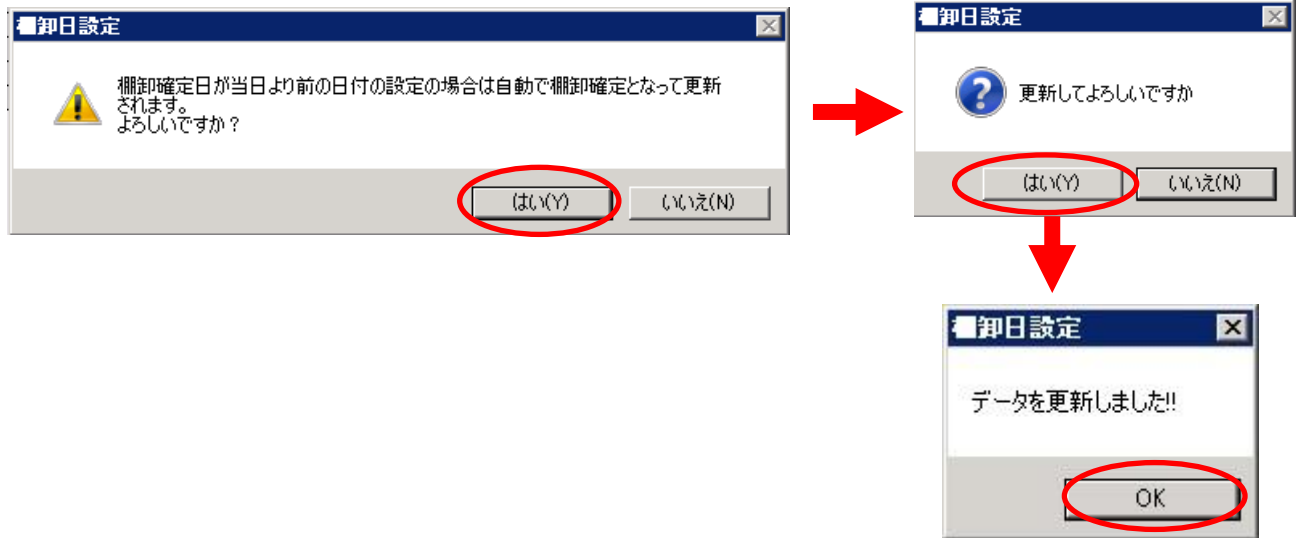 棚卸日設定
棚卸確定日が当日より前の日付の設定の場合は自動で棚卸確定となって更新
されます。
よろしいですか？
はい(Y)
いいえ(N)
棚卸日設定
更新してよろしいですか
はい(Y)
いいえ(N)
棚卸日設定
データを更新しました!!
OK